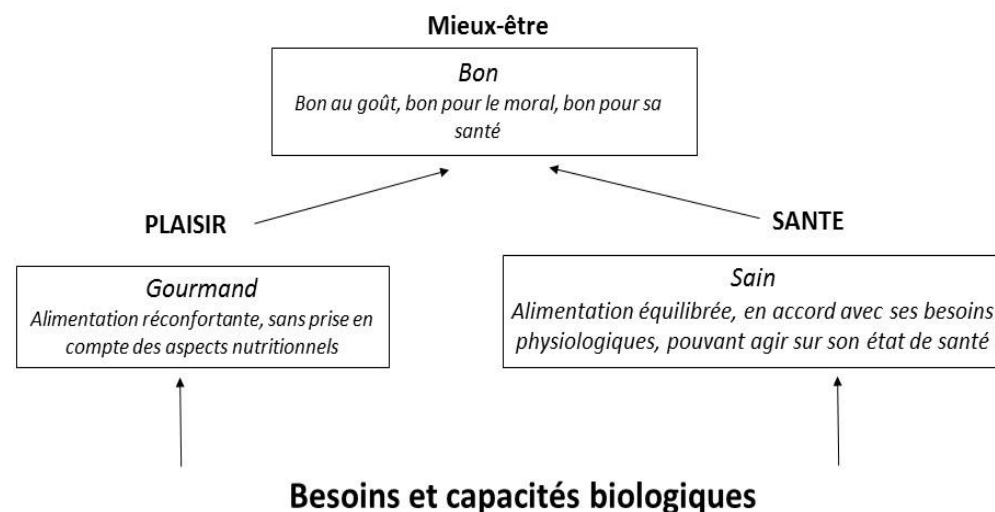 Mieux-être
Bon
Bon au goût, bon pour le moral, bon pour sa
santé
PLAISIR
SANTE
Gourmand
Alimentation réconfortante, sans prise en
compte des aspects nutritionnels
Sain
Alimentation équilibrée, en accord avec ses besoins
physiologiques, pouvant agir sur son état de santé
Besoins et capacités biologiques